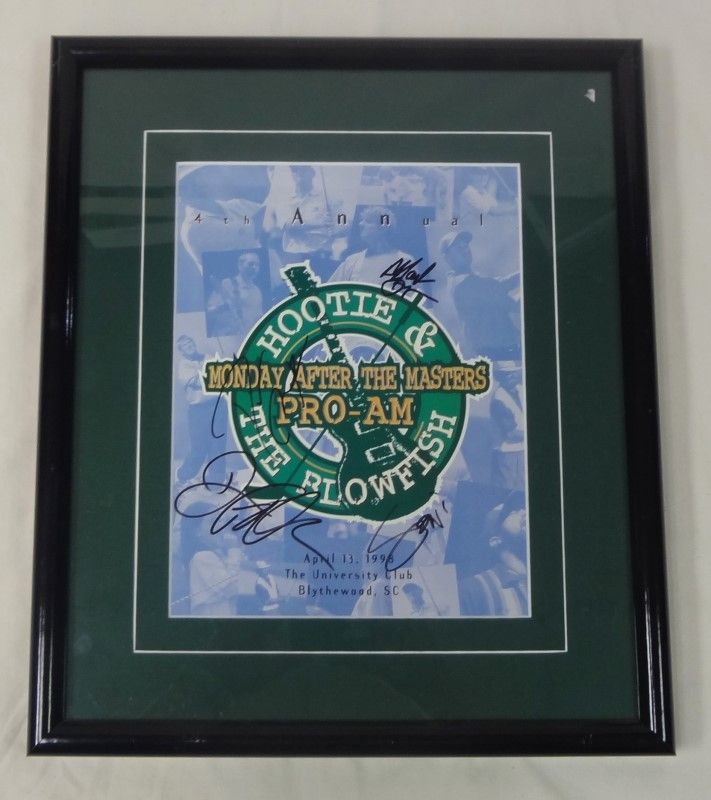 4th Annual
HOOTIE &
MONDAY AFTER THE MASTERS
PRO-AM
THE BLOWFISH
April 13, 1998
The University Club
Blythewood, SC